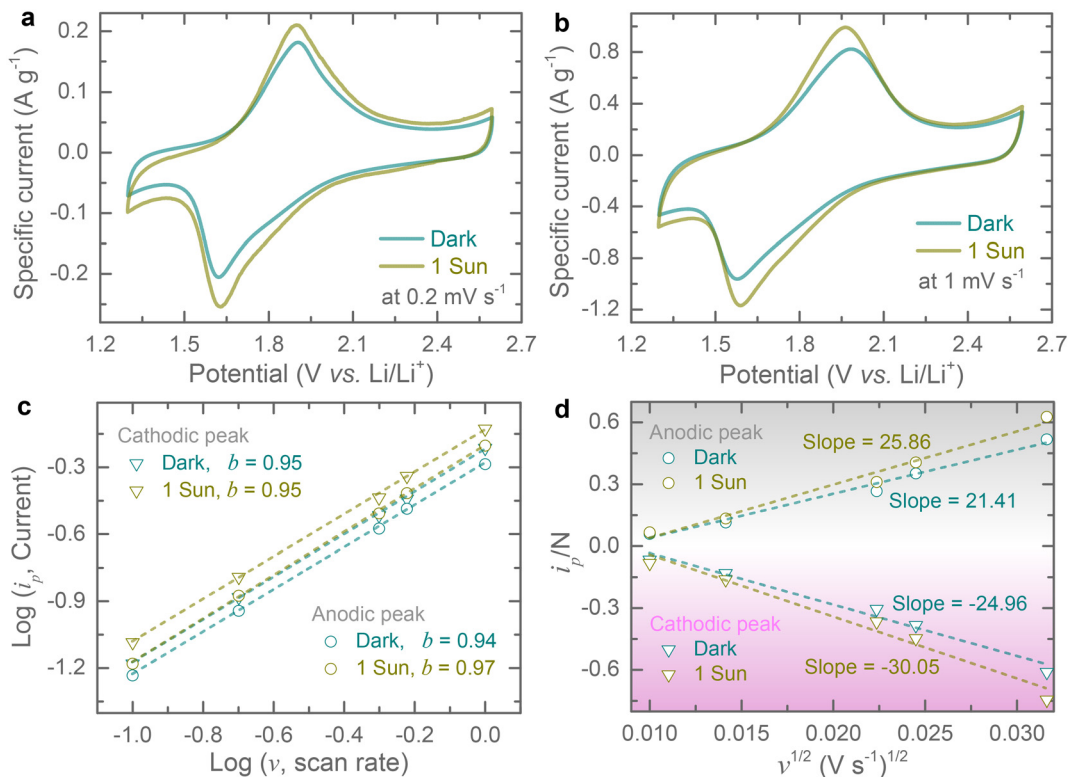 a
Specific current (A g⁻¹)
0.2
0.1
0.0
-0.1
-0.2
Dark
1 Sun
at 0.2 mV s⁻¹
1.2 1.5 1.8 2.1 2.4 2.7
Potential (V vs. Li/Li⁺)
b
Specific current (A g⁻¹)
0.8
0.4
0.0
-0.4
-0.8
-1.2
Dark
1 Sun
at 1 mV s⁻¹
1.2 1.5 1.8 2.1 2.4 2.7
Potential (V vs. Li/Li⁺)
c
Log (iₚ, Current)
-0.3
-0.6
-0.9
-1.2
Cathodic peak
Dark, b = 0.95
1 Sun, b = 0.95
Anodic peak
Dark, b = 0.94
1 Sun, b = 0.97
-1.0 -0.8 -0.6 -0.4 -0.2 0.0
Log (v, scan rate)
d
iₚ/N
0.6
0.3
0.0
-0.3
-0.6
Anodic peak
Dark
1 Sun
Slope = 25.86
Slope = 21.41
Slope = -24.96
Cathodic peak
Dark
1 Sun
Slope = -30.05
0.010 0.015 0.020 0.025 0.030
v¹/² (V s⁻¹)¹/²